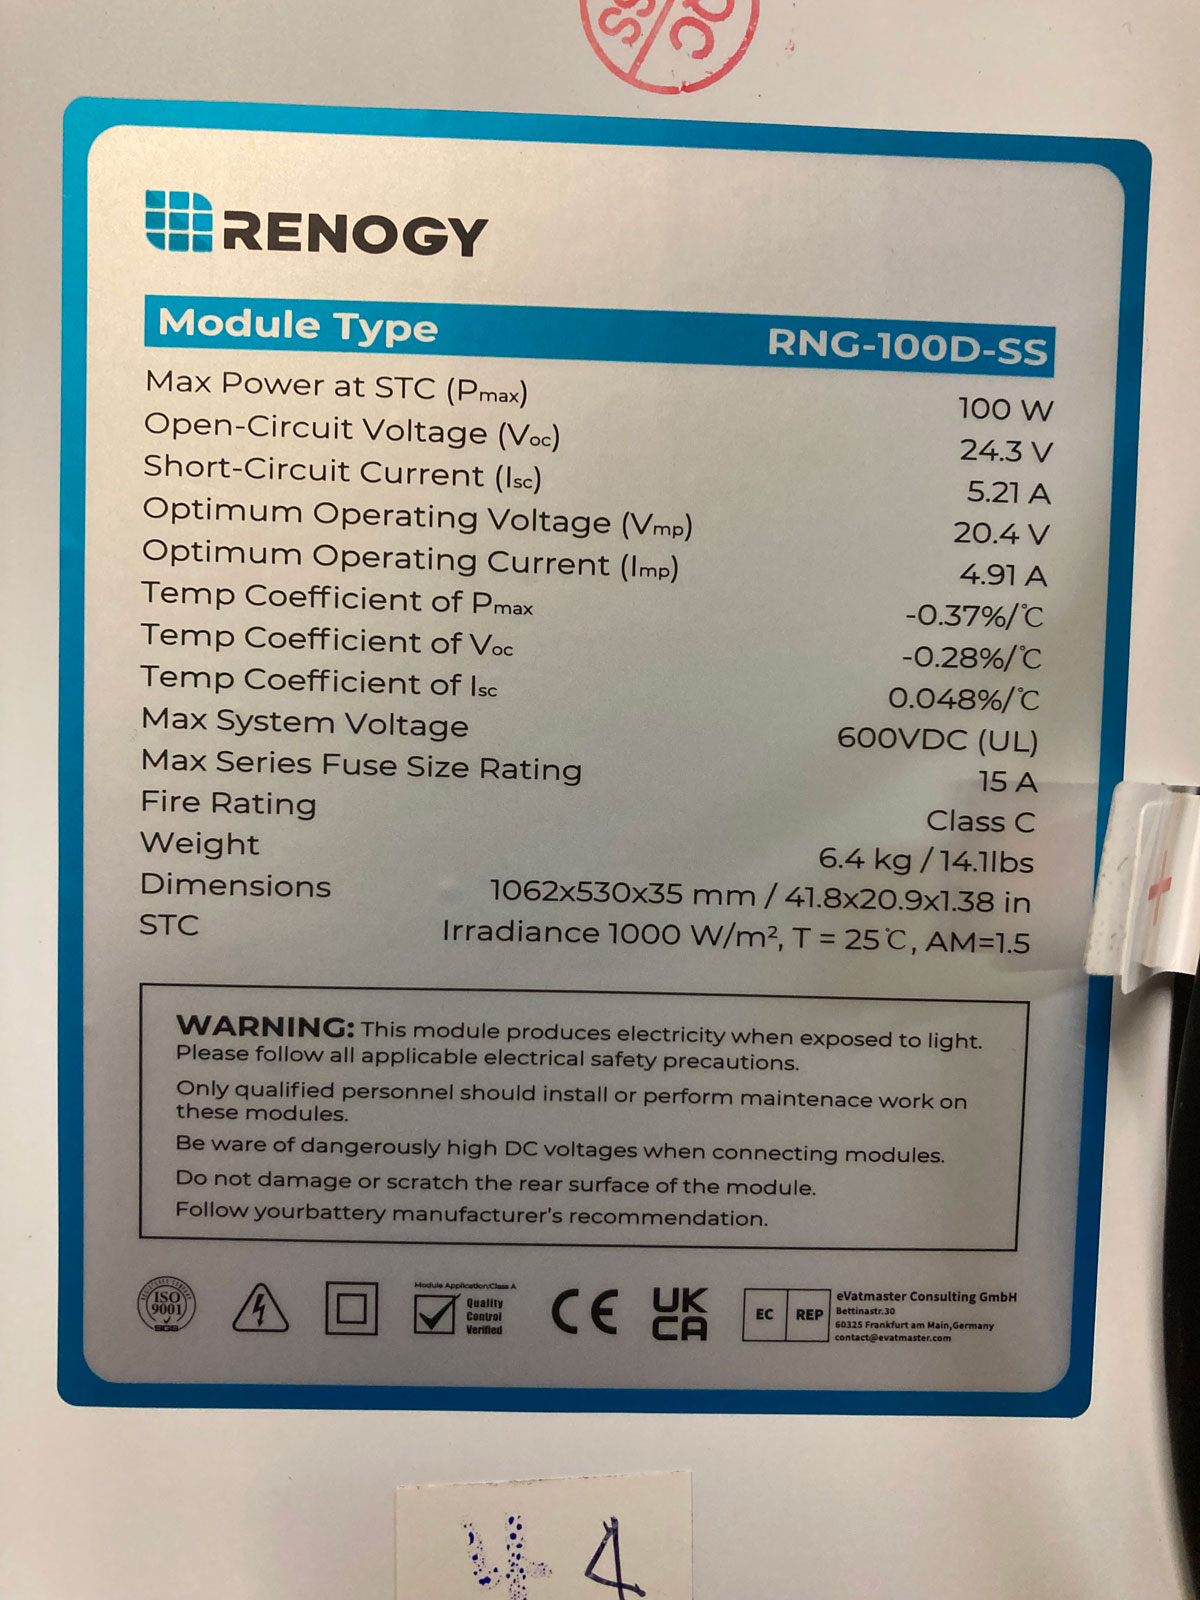 SS QC
RENOGY
Module Type RNG-100D-SS
Max Power at STC (Pmax) 100 W
Open-Circuit Voltage (Voc) 24.3 V
Short-Circuit Current (Isc) 5.21 A
Optimum Operating Voltage (Vmp) 20.4 V
Optimum Operating Current (Imp) 4.91 A
Temp Coefficient of Pmax -0.37%/℃
Temp Coefficient of Voc -0.28%/℃
Temp Coefficient of Isc 0.048%/℃
Max System Voltage 600VDC (UL)
Max Series Fuse Size Rating 15 A
Fire Rating Class C
Weight 6.4 kg / 14.1lbs
Dimensions 1062x530x35 mm / 41.8x20.9x1.38 in
STC Irradiance 1000 W/m², T = 25℃, AM=1.5
+
WARNING: This module produces electricity when exposed to light.
Please follow all applicable electrical safety precautions.
Only qualified personnel should install or perform maintenace work on
these modules.
Be ware of dangerously high DC voltages when connecting modules.
Do not damage or scratch the rear surface of the module.
Follow yourbattery manufacturer's recommendation.
ISO
9001
SGS
Module Application:Class A
Quality
Control
Verified
CE
UK
CA
EC REP
eVatmaster Consulting GmbH
Bettinastr.30
60325 Frankfurt am Main,Germany
contact@evatmaster.com